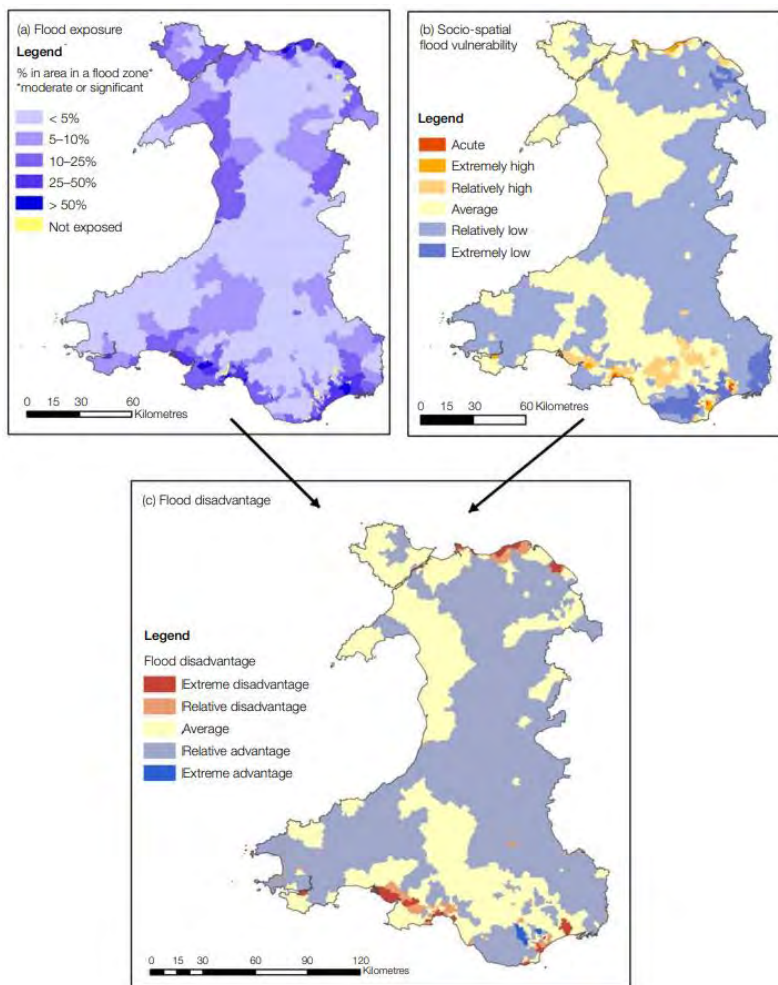 (a) Flood exposure
Legend
% in area in a flood zone*
*moderate or significant
< 5%
5–10%
10–25%
25–50%
> 50%
Not exposed
0 15 30 60
Kilometres
(b) Socio-spatial
flood vulnerability
Legend
Acute
Extremely high
Relatively high
Average
Relatively low
Extremely low
0 15 30 60 Kilometres
(c) Flood disadvantage
Legend
Flood disadvantage
Extreme disadvantage
Relative disadvantage
Average
Relative advantage
Extreme advantage
0 30 60 90 120
Kilometres